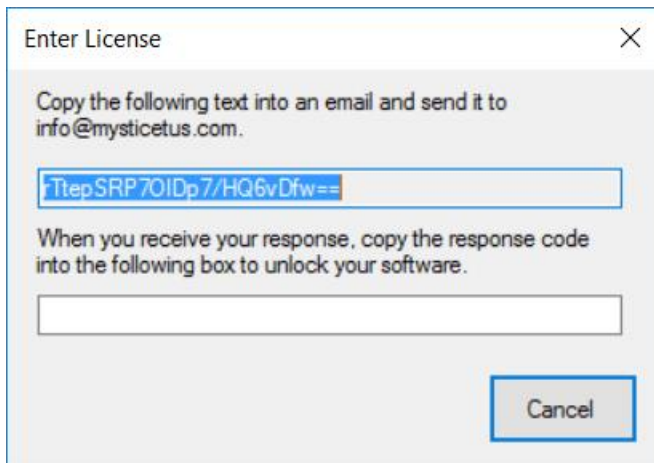 Enter License
Copy the following text into an email and send it to
info@mysticetus.com.
rTtepSRP7OIDp7/HQ6vDfw==
When you receive your response, copy the response code
into the following box to unlock your software.
Cancel